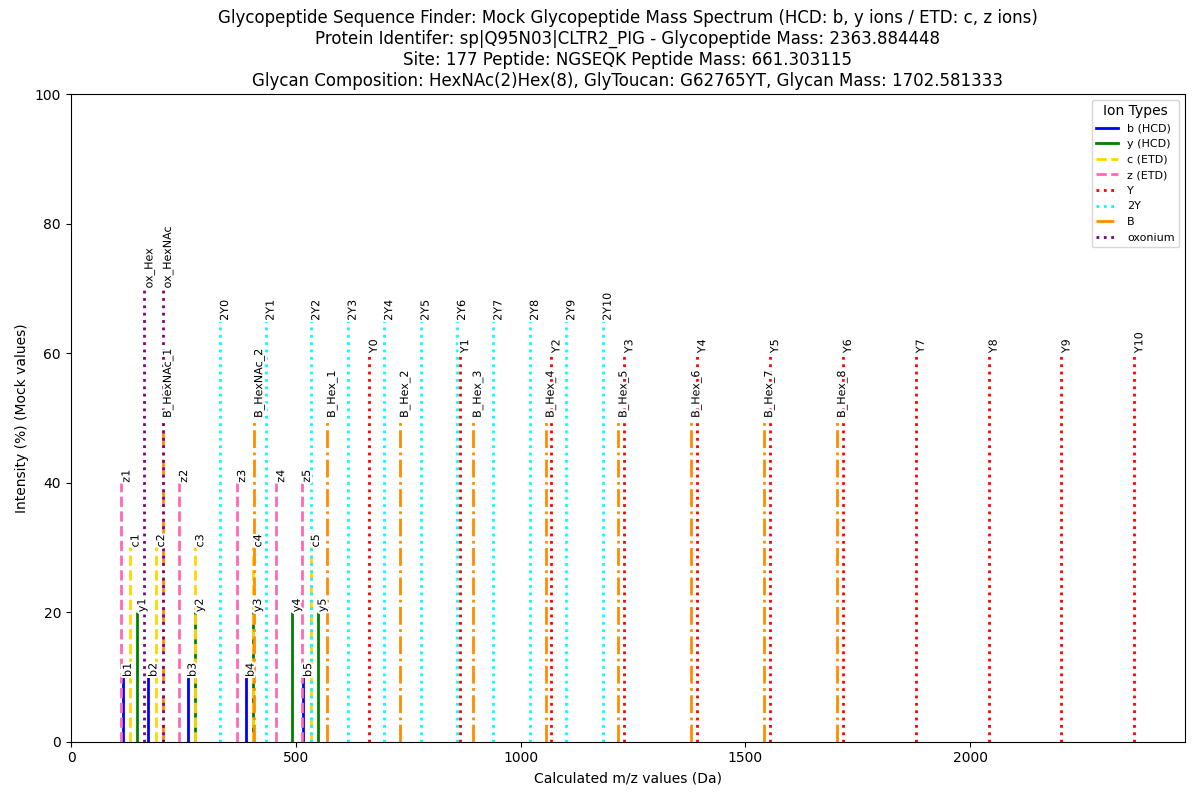 Glycopeptide Sequence Finder: Mock Glycopeptide Mass Spectrum (HCD: b, y ions / ETD: c, z ions)
Protein Identifer: sp|Q95N03|CLTR2_PIG - Glycopeptide Mass: 2363.884448
Site: 177 Peptide: NGSEQK Peptide Mass: 661.303115
Glycan Composition: HexNAc(2)Hex(8), GlyToucan: G62765YT, Glycan Mass: 1702.581333
Intensity (%) (Mock values)
100
80
60
40
20
0
Ion Types
b (HCD)
y (HCD)
c (ETD)
z (ETD)
Y
2Y
B
oxonium
ox_Hex
ox_HexNAc
2Y0
2Y1
2Y2
2Y3
2Y4
2Y5
2Y6
2Y7
2Y8
2Y9
2Y10
Y0
Y1
Y2
Y3
Y4
Y5
Y6
Y7
Y8
Y9
Y10
B_HexNAc_1
B_HexNAc_2
B_Hex_1
B_Hex_2
B_Hex_3
B_Hex_4
B_Hex_5
B_Hex_6
B_Hex_7
B_Hex_8
z1
z2
z3
z4
z5
c1
c2
c3
c4
c5
y1
y2
y3
y4
y5
b1
b2
b3
b4
b5
0
500
1000
1500
2000
Calculated m/z values (Da)